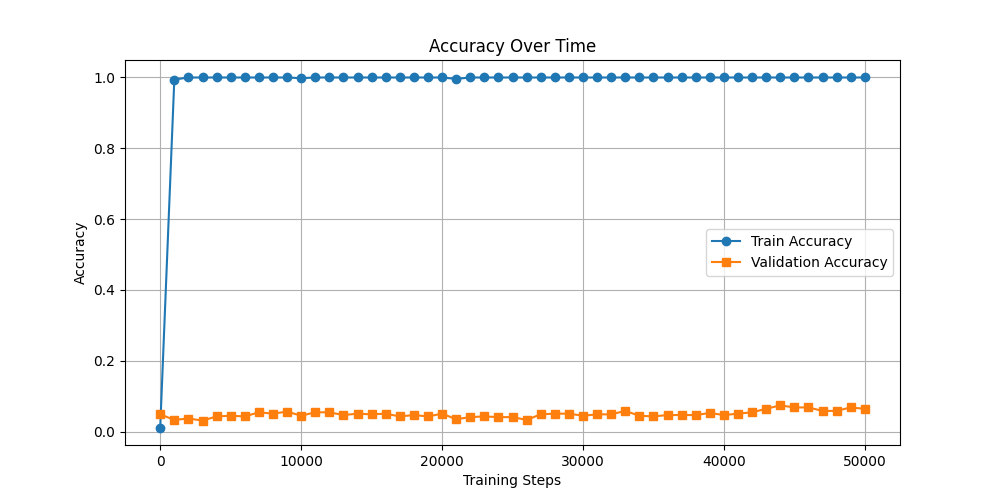 Accuracy Over Time
1.0
0.8
0.6
0.4
0.2
0.0
Accuracy
Train Accuracy
Validation Accuracy
0 10000 20000 30000 40000 50000
Training Steps